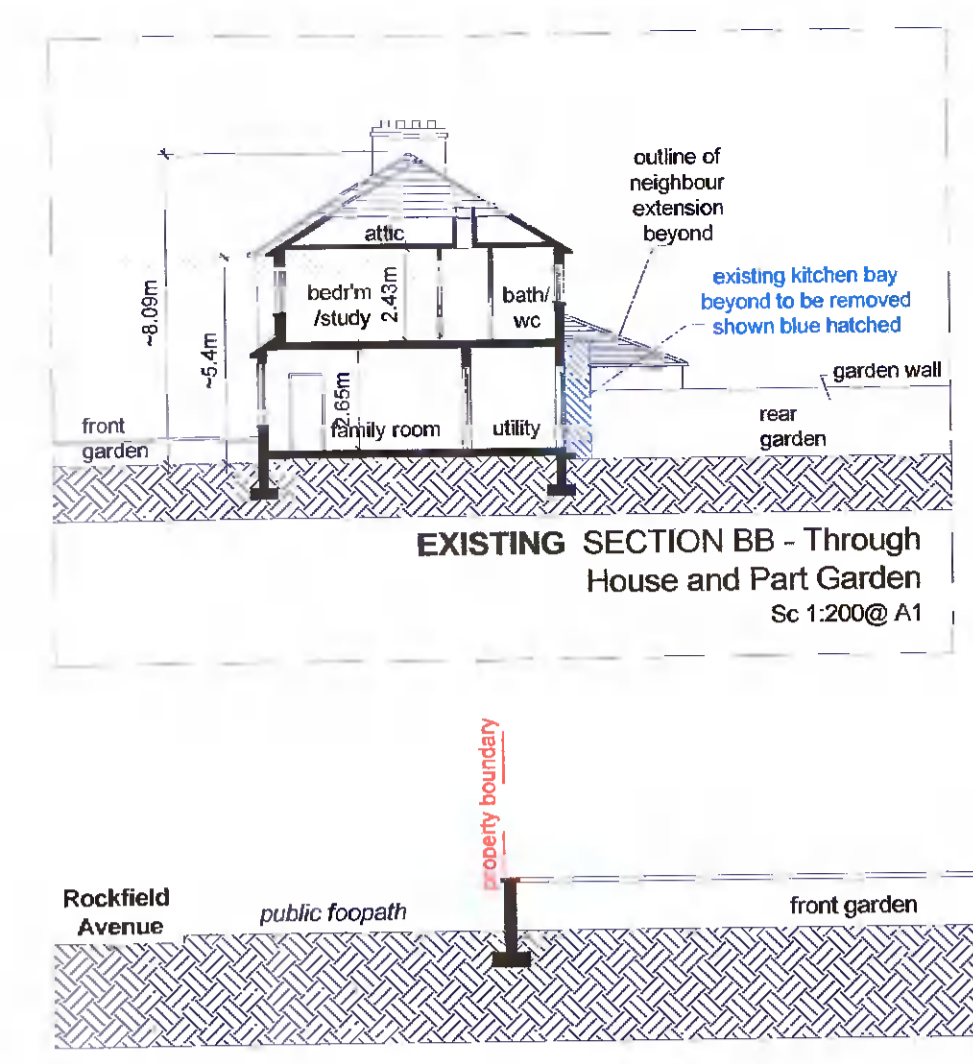 outline of
neighbour
extension
beyond
attic
existing kitchen bay
beyond to be removed
shown blue hatched
~8.09m
~5.4m
bedr'm
/study
2.43m
bath/
wc
garden wall
front
garden
2.65m
family room
utility
rear
garden
EXISTING SECTION BB - Through
House and Part Garden
Sc 1:200@ A1
property boundary
Rockfield
Avenue
public foopath
front garden